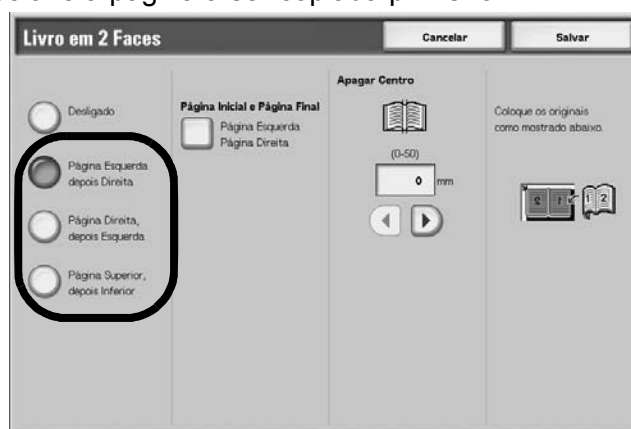 Livro em 2 Faces
Cancelar
Salvar
Desligado
Página Esquerda
depois Direita
Página Direita,
depois Esquerda
Página Superior,
depois Inferior
Página Inicial e Página Final
Página Esquerda
Página Direita
Apagar Centro
(0-50)
0 mm
Coloque os originais
como mostrado abaixo.
1 2